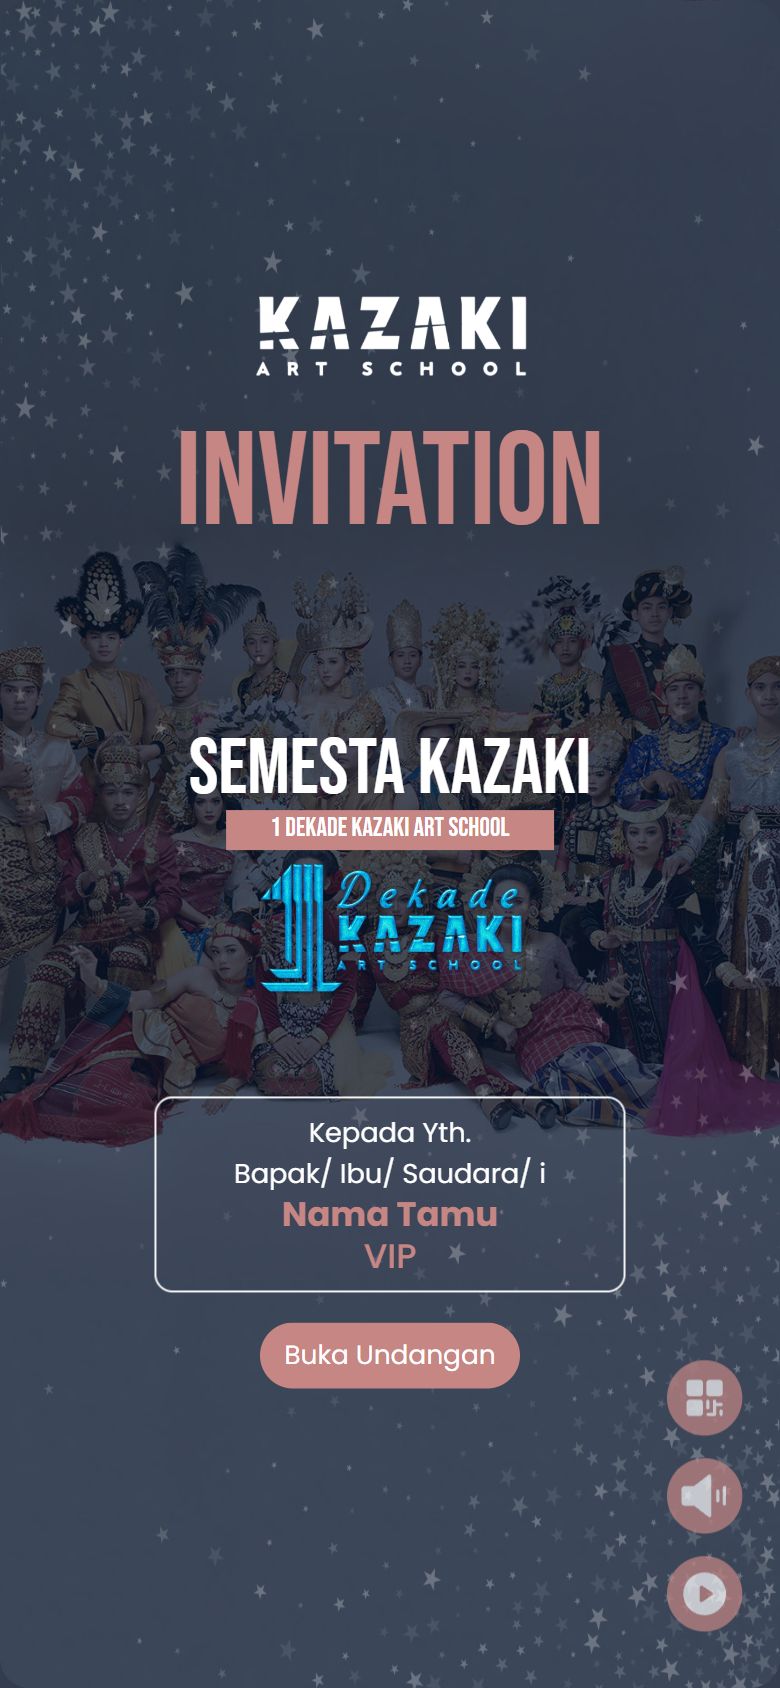 KAZAKI
ART SCHOOL
INVITATION
SEMESTA KAZAKI
1 DEKADE KAZAKI ART SCHOOL
1 Dekade
KAZAKI
ART SCHOOL
Kepada Yth.
Bapak/ Ibu/ Saudara/ i
Nama Tamu
VIP
Buka Undangan